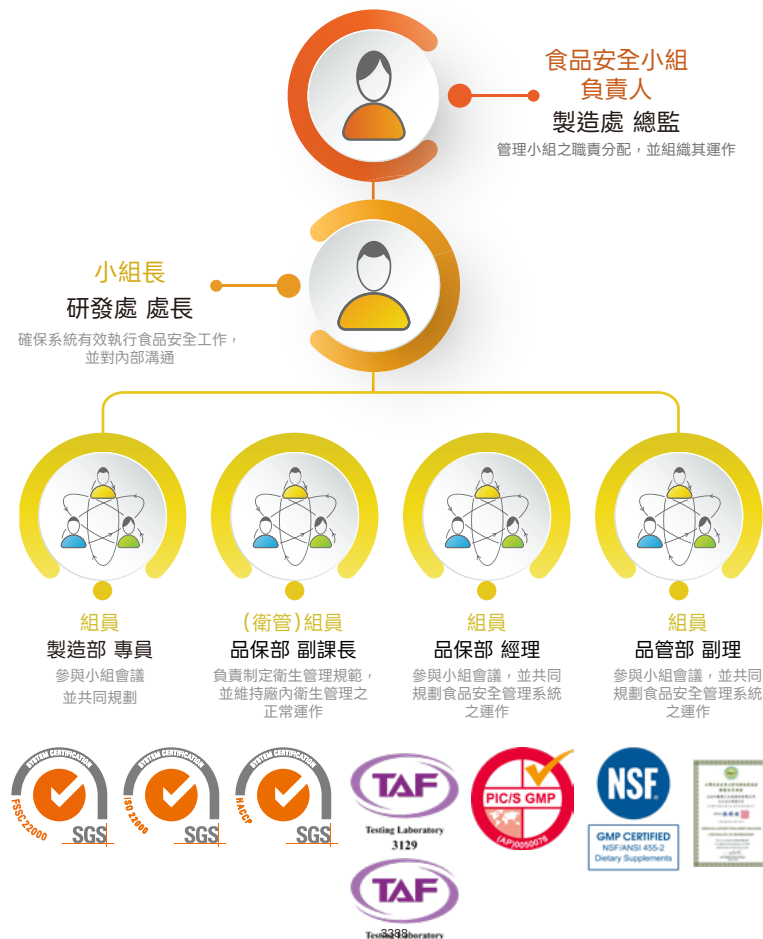 食品安全小組
負責人
製造處 總監
管理小組之職責分配，並組織其運作
小組長
研發處 處長
確保系統有效執行食品安全工作，
並對內部溝通
組員
製造部 專員
參與小組會議
並共同規劃
(衛管)組員
品保部 副課長
負責制定衛生管理規範，
並維持廠內衛生管理之
正常運作
組員
品保部 經理
參與小組會議，並共同
規劃食品安全管理系統
之運作
組員
品管部 副理
參與小組會議，並共同
規劃食品安全管理系統
之運作
SYSTEM CERTIFICATION
FSSC22000
SGS
SYSTEM CERTIFICATION
ISO 22000
SGS
SYSTEM CERTIFICATION
HACCP
SGS
TAF
Testing Laboratory
3129
PIC/S GMP
(AP)0050076
NSF
GMP CERTIFIED
NSF/ANSI 455-2
Dietary Supplements
TAF
Testing Laboratory
3388